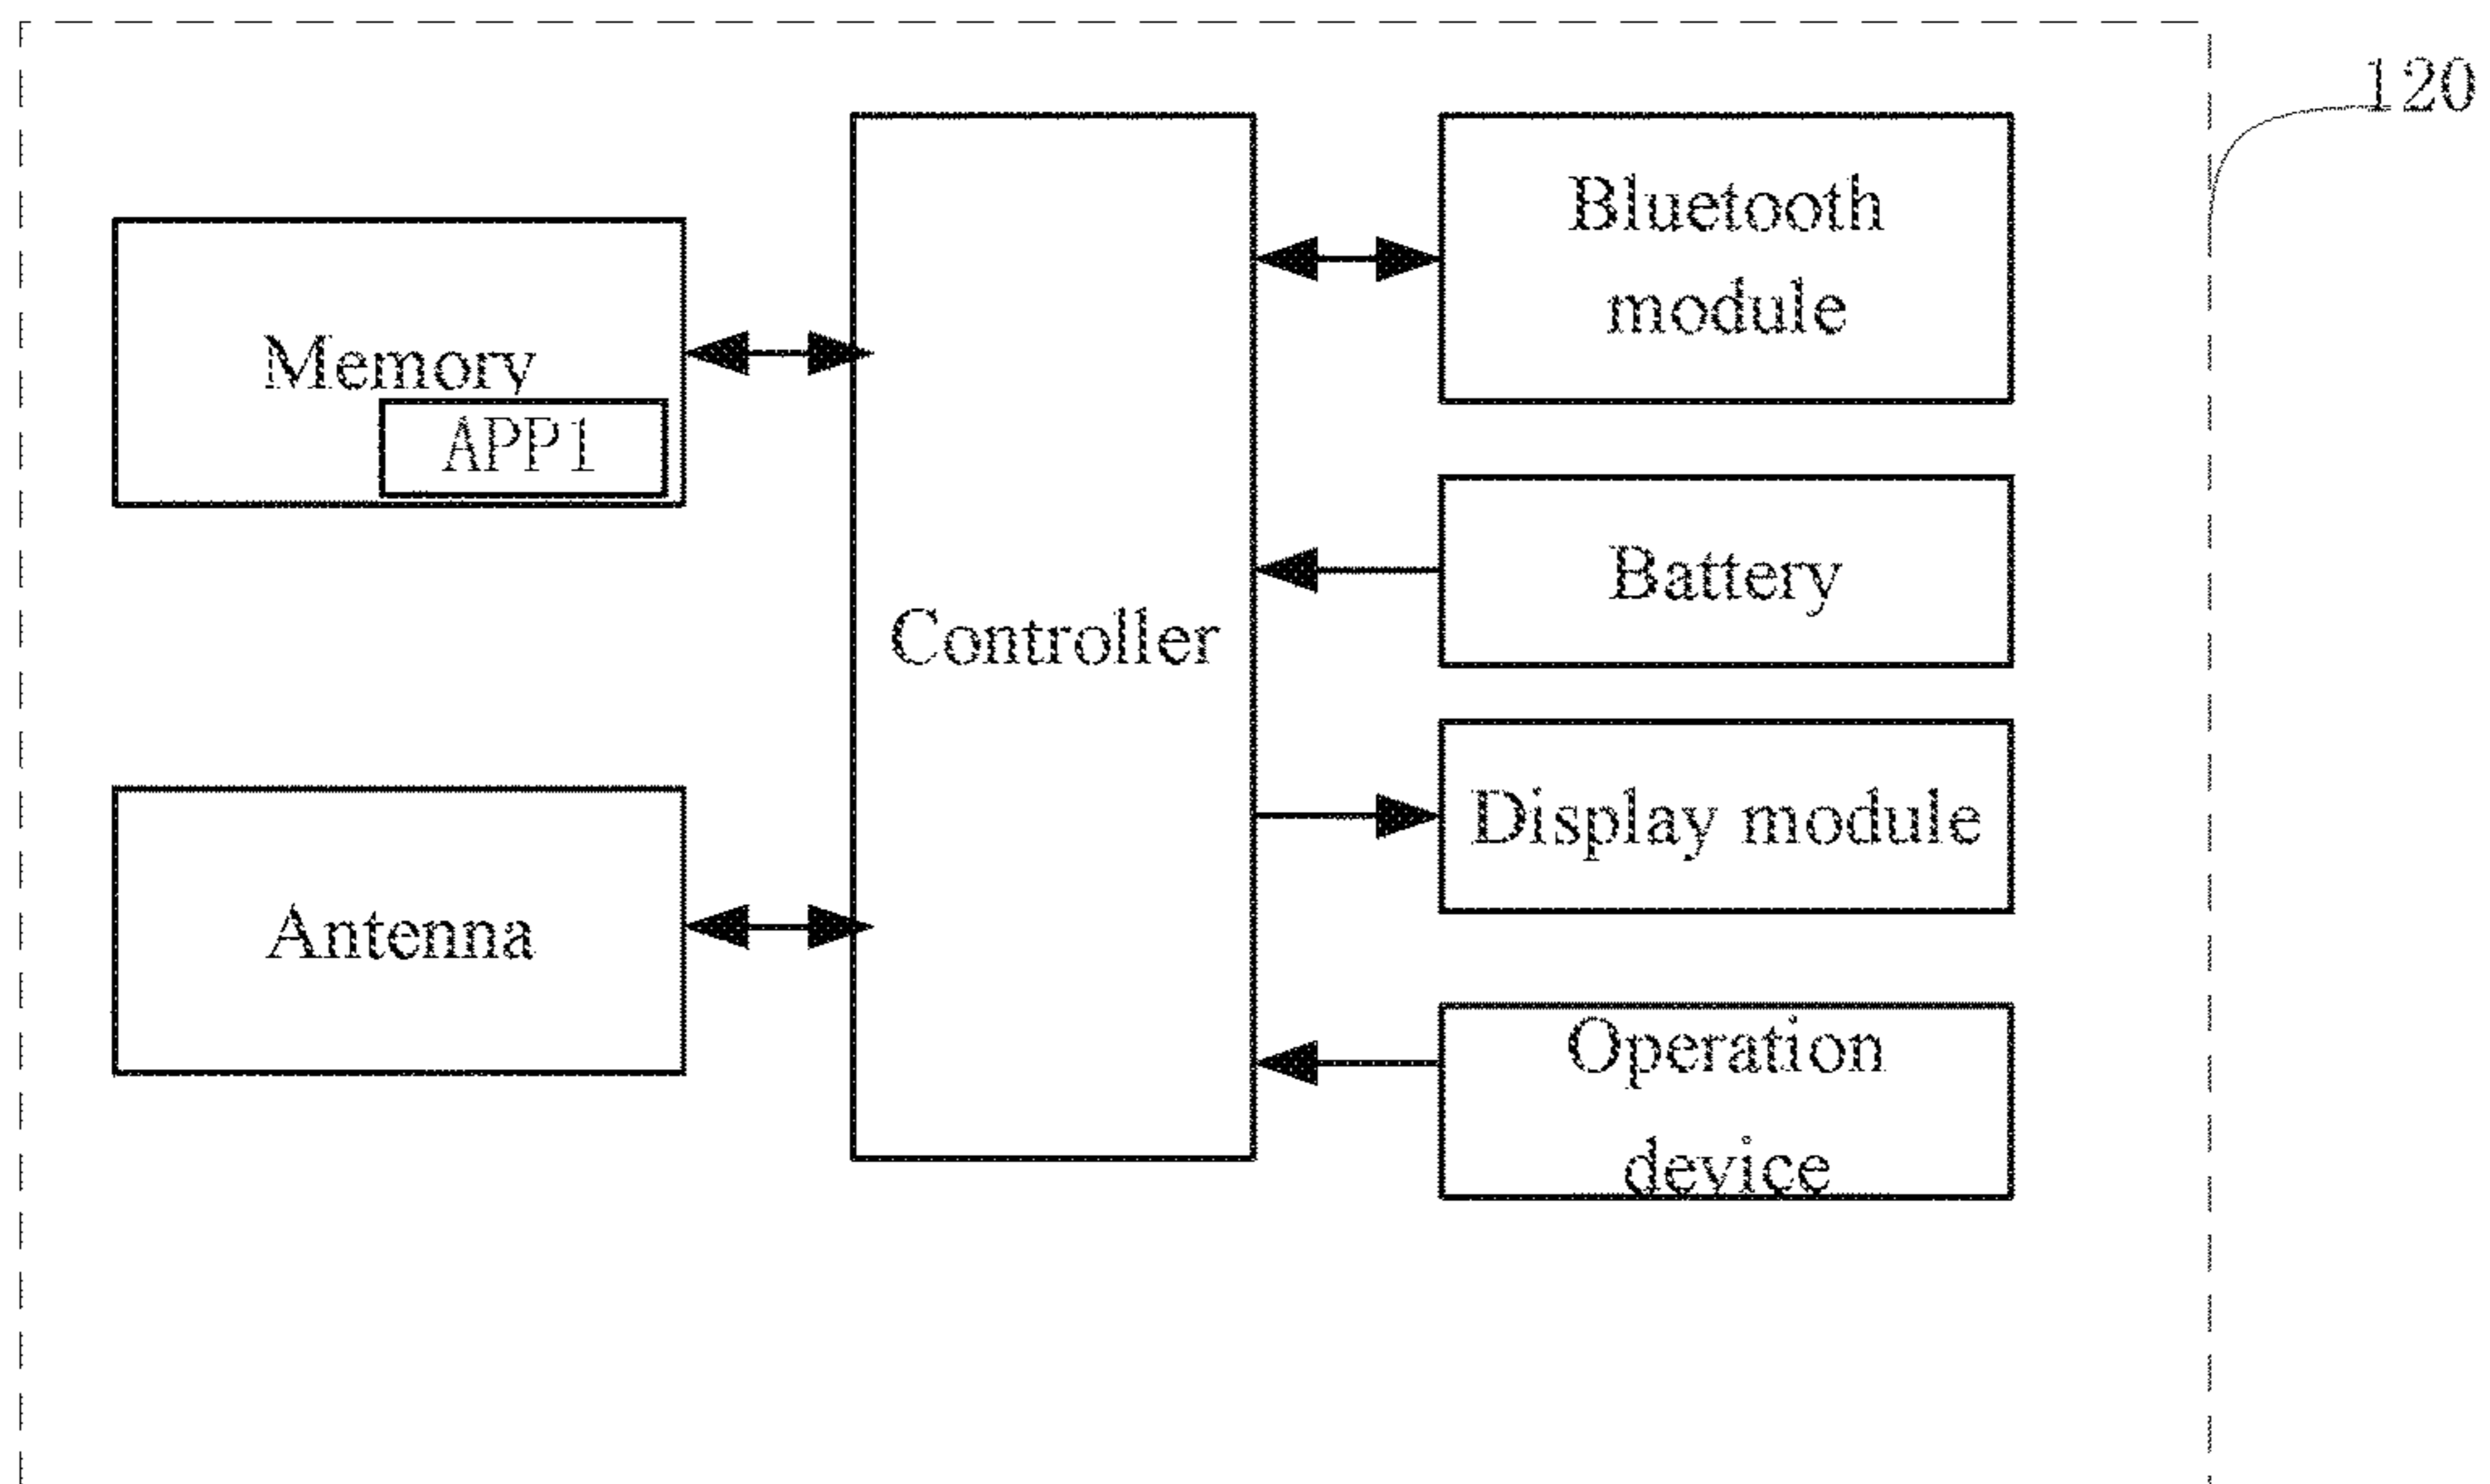 120
Bluetooth
module
Memory
APP1
Battery
Controller
Display module
Antenna
Operation
device